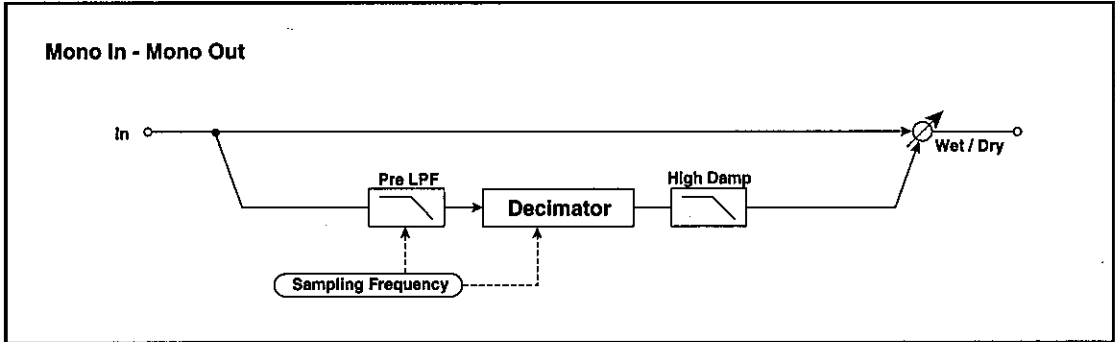 Mono In - Mono Out
In
Wet / Dry
Pre LPF
Decimator
High Damp
Sampling Frequency